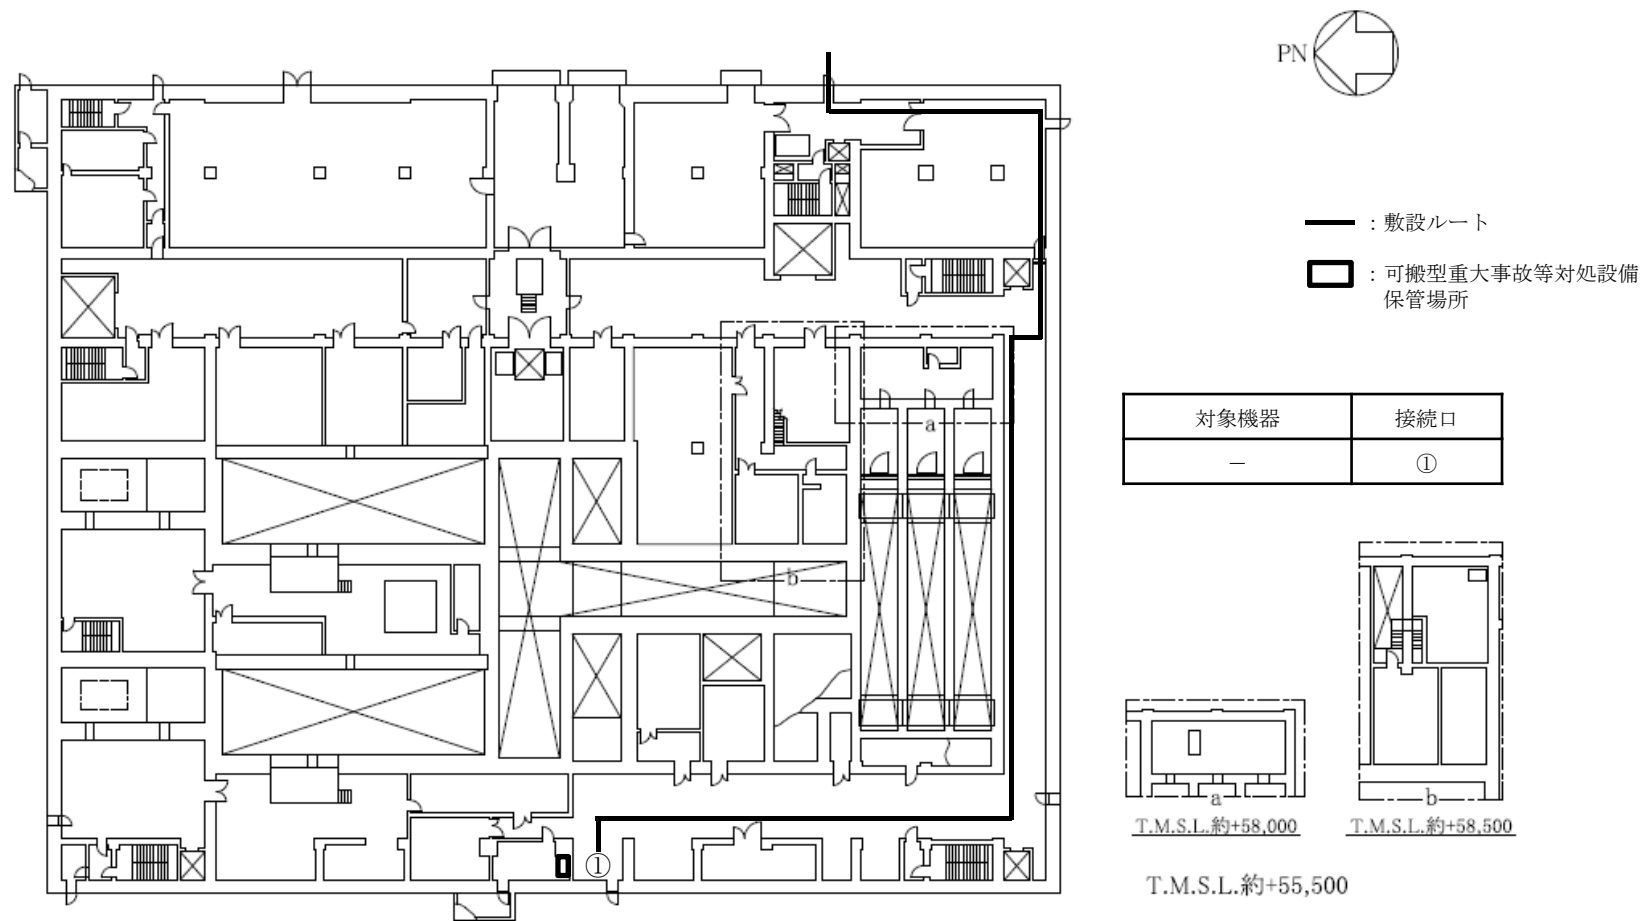 PN
：敷設ルート
：可搬型重大事故等対処設備
保管場所
対象機器 接続口
－ ①
a
b
①
a
T.M.S.L.約+58,000
b
T.M.S.L.約+58,500
T.M.S.L.約+55,500